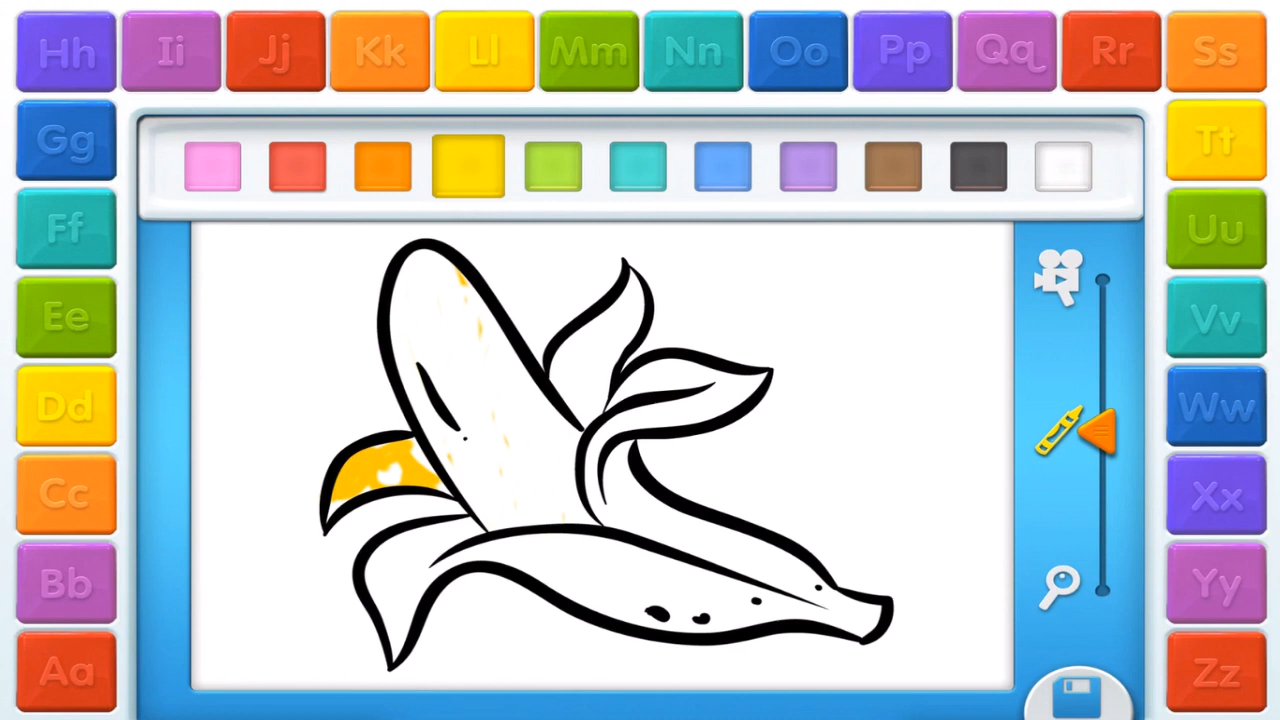 Hh Ii Jj Kk Ll Mm Nn Oo Pp Qq Rr Ss
Gg Tt
Ff Uu
Ee Vv
Dd Ww
Cc Xx
Bb Yy
Aa Zz